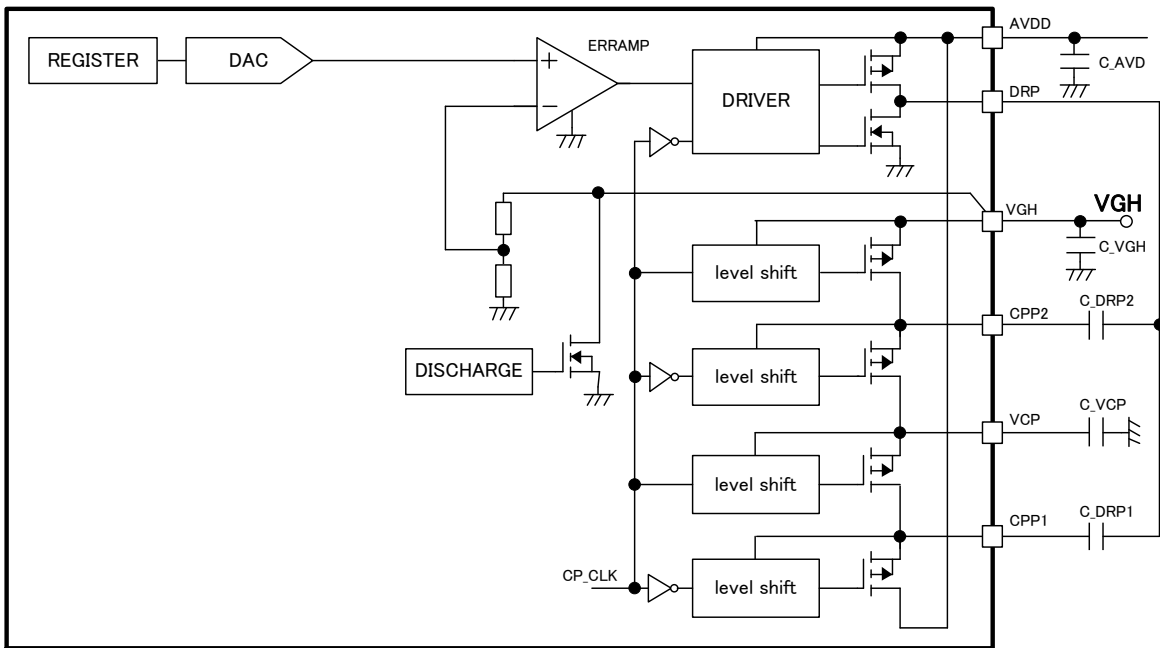 AVDD
ERRAMP
REGISTER
DAC
+
−
DRIVER
C_AVD
DRP
VGH
VGH
C_VGH
level shift
CPP2
C_DRP2
level shift
DISCHARGE
VCP
C_VCP
level shift
CPP1
C_DRP1
CP_CLK
level shift